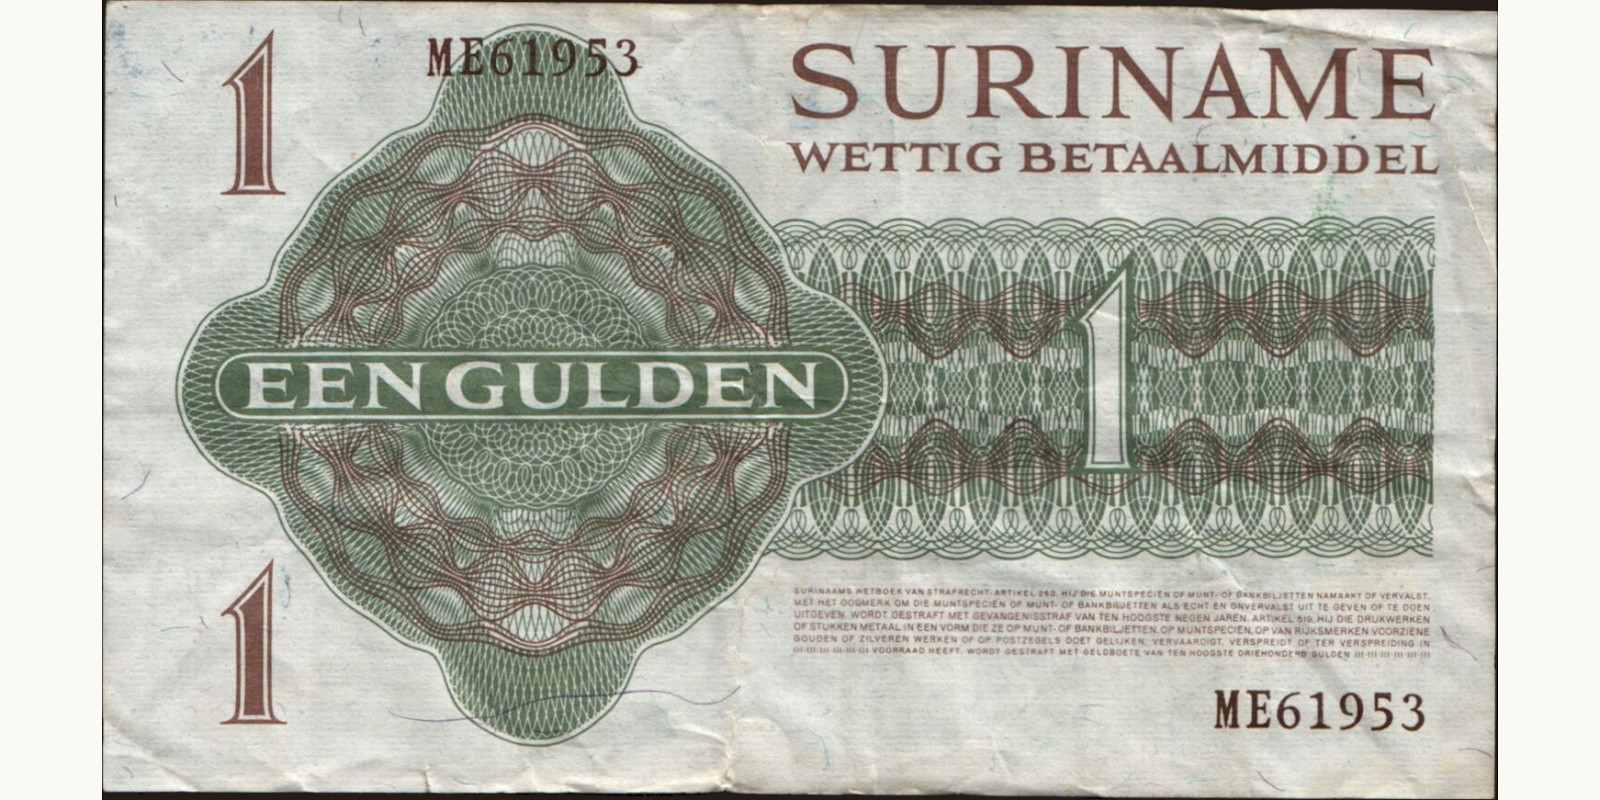 1
ME61953
SURINAME
WETTIG BETAALMIDDEL
EEN GULDEN
1
SURINAAMS WETBOEK VAN STRAFRECHT-ARTIKEL 262. HIJ DIE MUNTSPECIËN OF MUNT- OF BANKBILJETTEN NAMAAKT OF VERVALST,
MET HET OOGMERK OM DIE MUNTSPECIËN OF MUNT- OF BANKBILJETTEN ALS ECHT EN ONVERVALST UIT TE GEVEN OF TE DOEN
UITGEVEN, WORDT GESTRAFT MET GEVANGENISSTRAF VAN TEN HOOGSTE NEGEN JAREN. ARTIKEL 519. HIJ DIE DRUKWERKEN
OF STUKKEN METAAL IN EEN VORM DIE ZE OP MUNT- OF BANKBILJETTEN, OP MUNTSPECIËN, OP VAN RIJKSMERKEN VOORZIENE
GOUDEN OF ZILVEREN WERKEN OF OP POSTZEGELS DOET GELIJKEN, VERVAARDIGT, VERSPREIDT OF TER VERSPREIDING IN
VOORRAAD HEEFT, WORDT GESTRAFT MET GELDBOETE VAN TEN HOOGSTE DRIEHONDERD GULDEN
1
ME61953